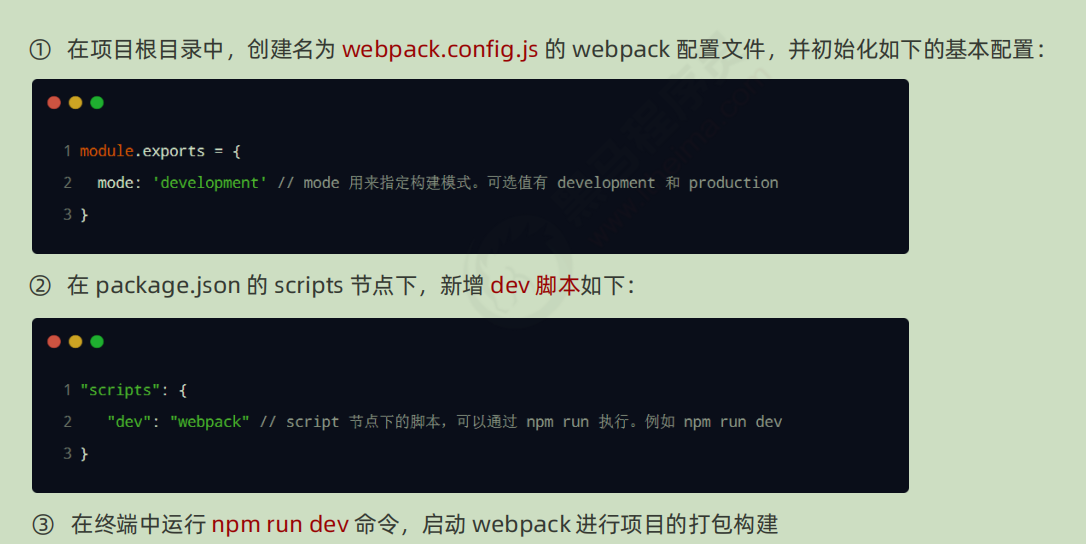 ① 在项目根目录中，创建名为 webpack.config.js 的 webpack 配置文件，并初始化如下的基本配置：
1 module.exports = {
2   mode: 'development' // mode 用来指定构建模式。可选值有 development 和 production
3 }
② 在 package.json 的 scripts 节点下，新增 dev 脚本如下：
1 "scripts": {
2   "dev": "webpack" // script 节点下的脚本，可以通过 npm run 执行。例如 npm run dev
3 }
③ 在终端中运行 npm run dev 命令，启动 webpack 进行项目的打包构建